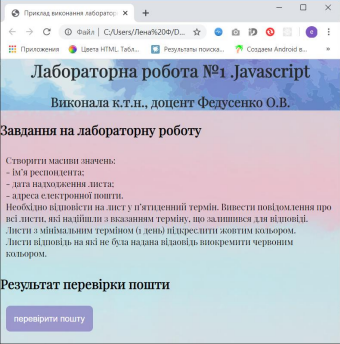 Приклад виконання лаборатор
Файл | C:/Users/Лена%20Ф/D
Приложения
Цвета HTML. Табл...
Результаты поиска...
Создаем Android в...
Лабораторна робота №1 .Javascript
Виконала к.т.н., доцент Федусенко О.В.
Завдання на лабораторну роботу
Створити масиви значень:
- ім'я респондента;
- дата надходження листа;
- адреса електронної пошти.
Необхідно відповісти на лист у п'ятиденний термін. Вивести повідомлення про
всі листи, які надійшли з вказанням терміну, що залишився для відповіді.
Листи з мінімальним терміном (1 день) підкреслити жовтим кольором.
Листи відповідь на які не була надана відаовідь виокремити червоним
кольором.
Результат перевірки пошти
перевірити пошту